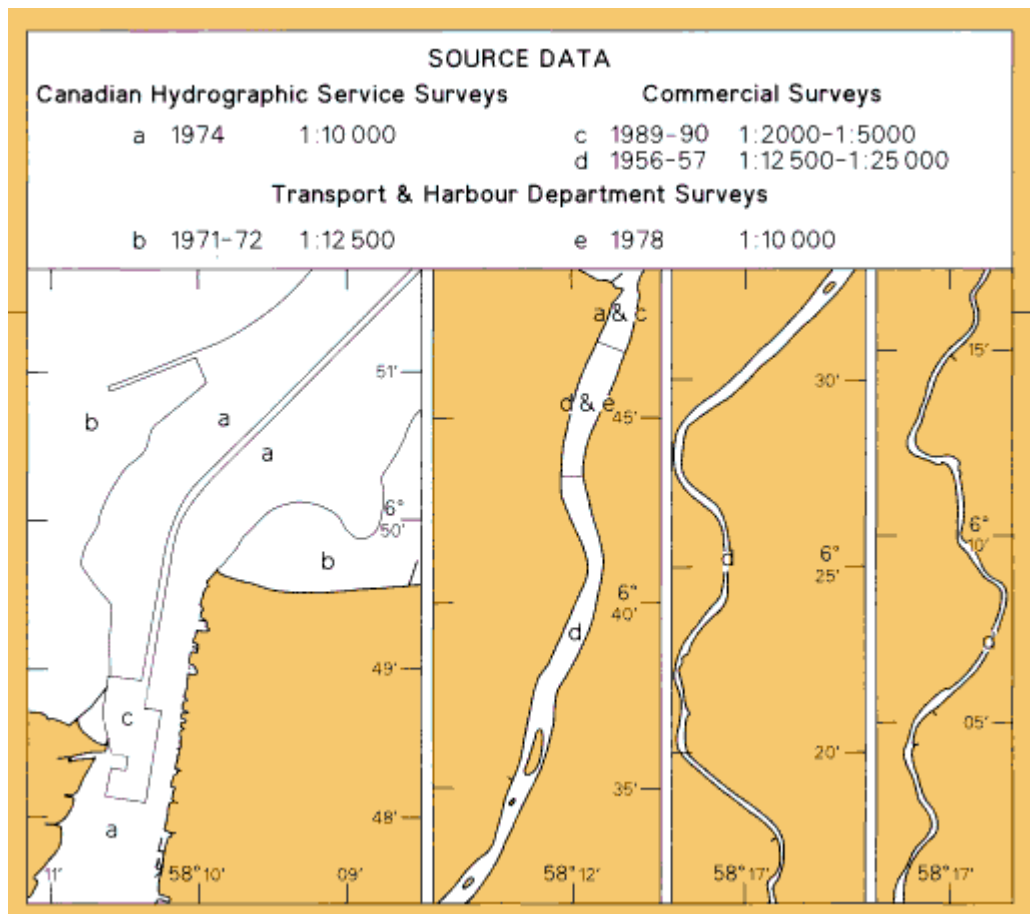 SOURCE DATA
Canadian Hydrographic Service Surveys
a 1974 1:10 000
Commercial Surveys
c 1989-90 1:2000-1:5000
d 1956-57 1:12 500-1:25 000
Transport & Harbour Department Surveys
b 1971-72 1:12 500
e 1978 1:10 000
51'
b
a
a
6°
50'
b
49'
c
48'
a
11'
58° 10'
09'
a & c
d & e
45'
6°
40'
d
35'
58° 12'
30'
d
6°
25'
20'
58° 17'
15'
6°
10'
d
05'
58° 17'